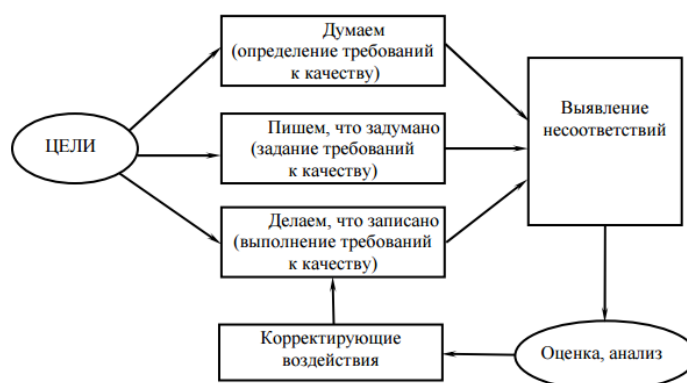 Думаем
(определение требований
к качеству)
ЦЕЛИ
Пишем, что задумано
(задание требований
к качеству)
Делаем, что записано
(выполнение требований
к качеству)
Выявление
несоответствий
Корректирующие
воздействия
Оценка, анализ